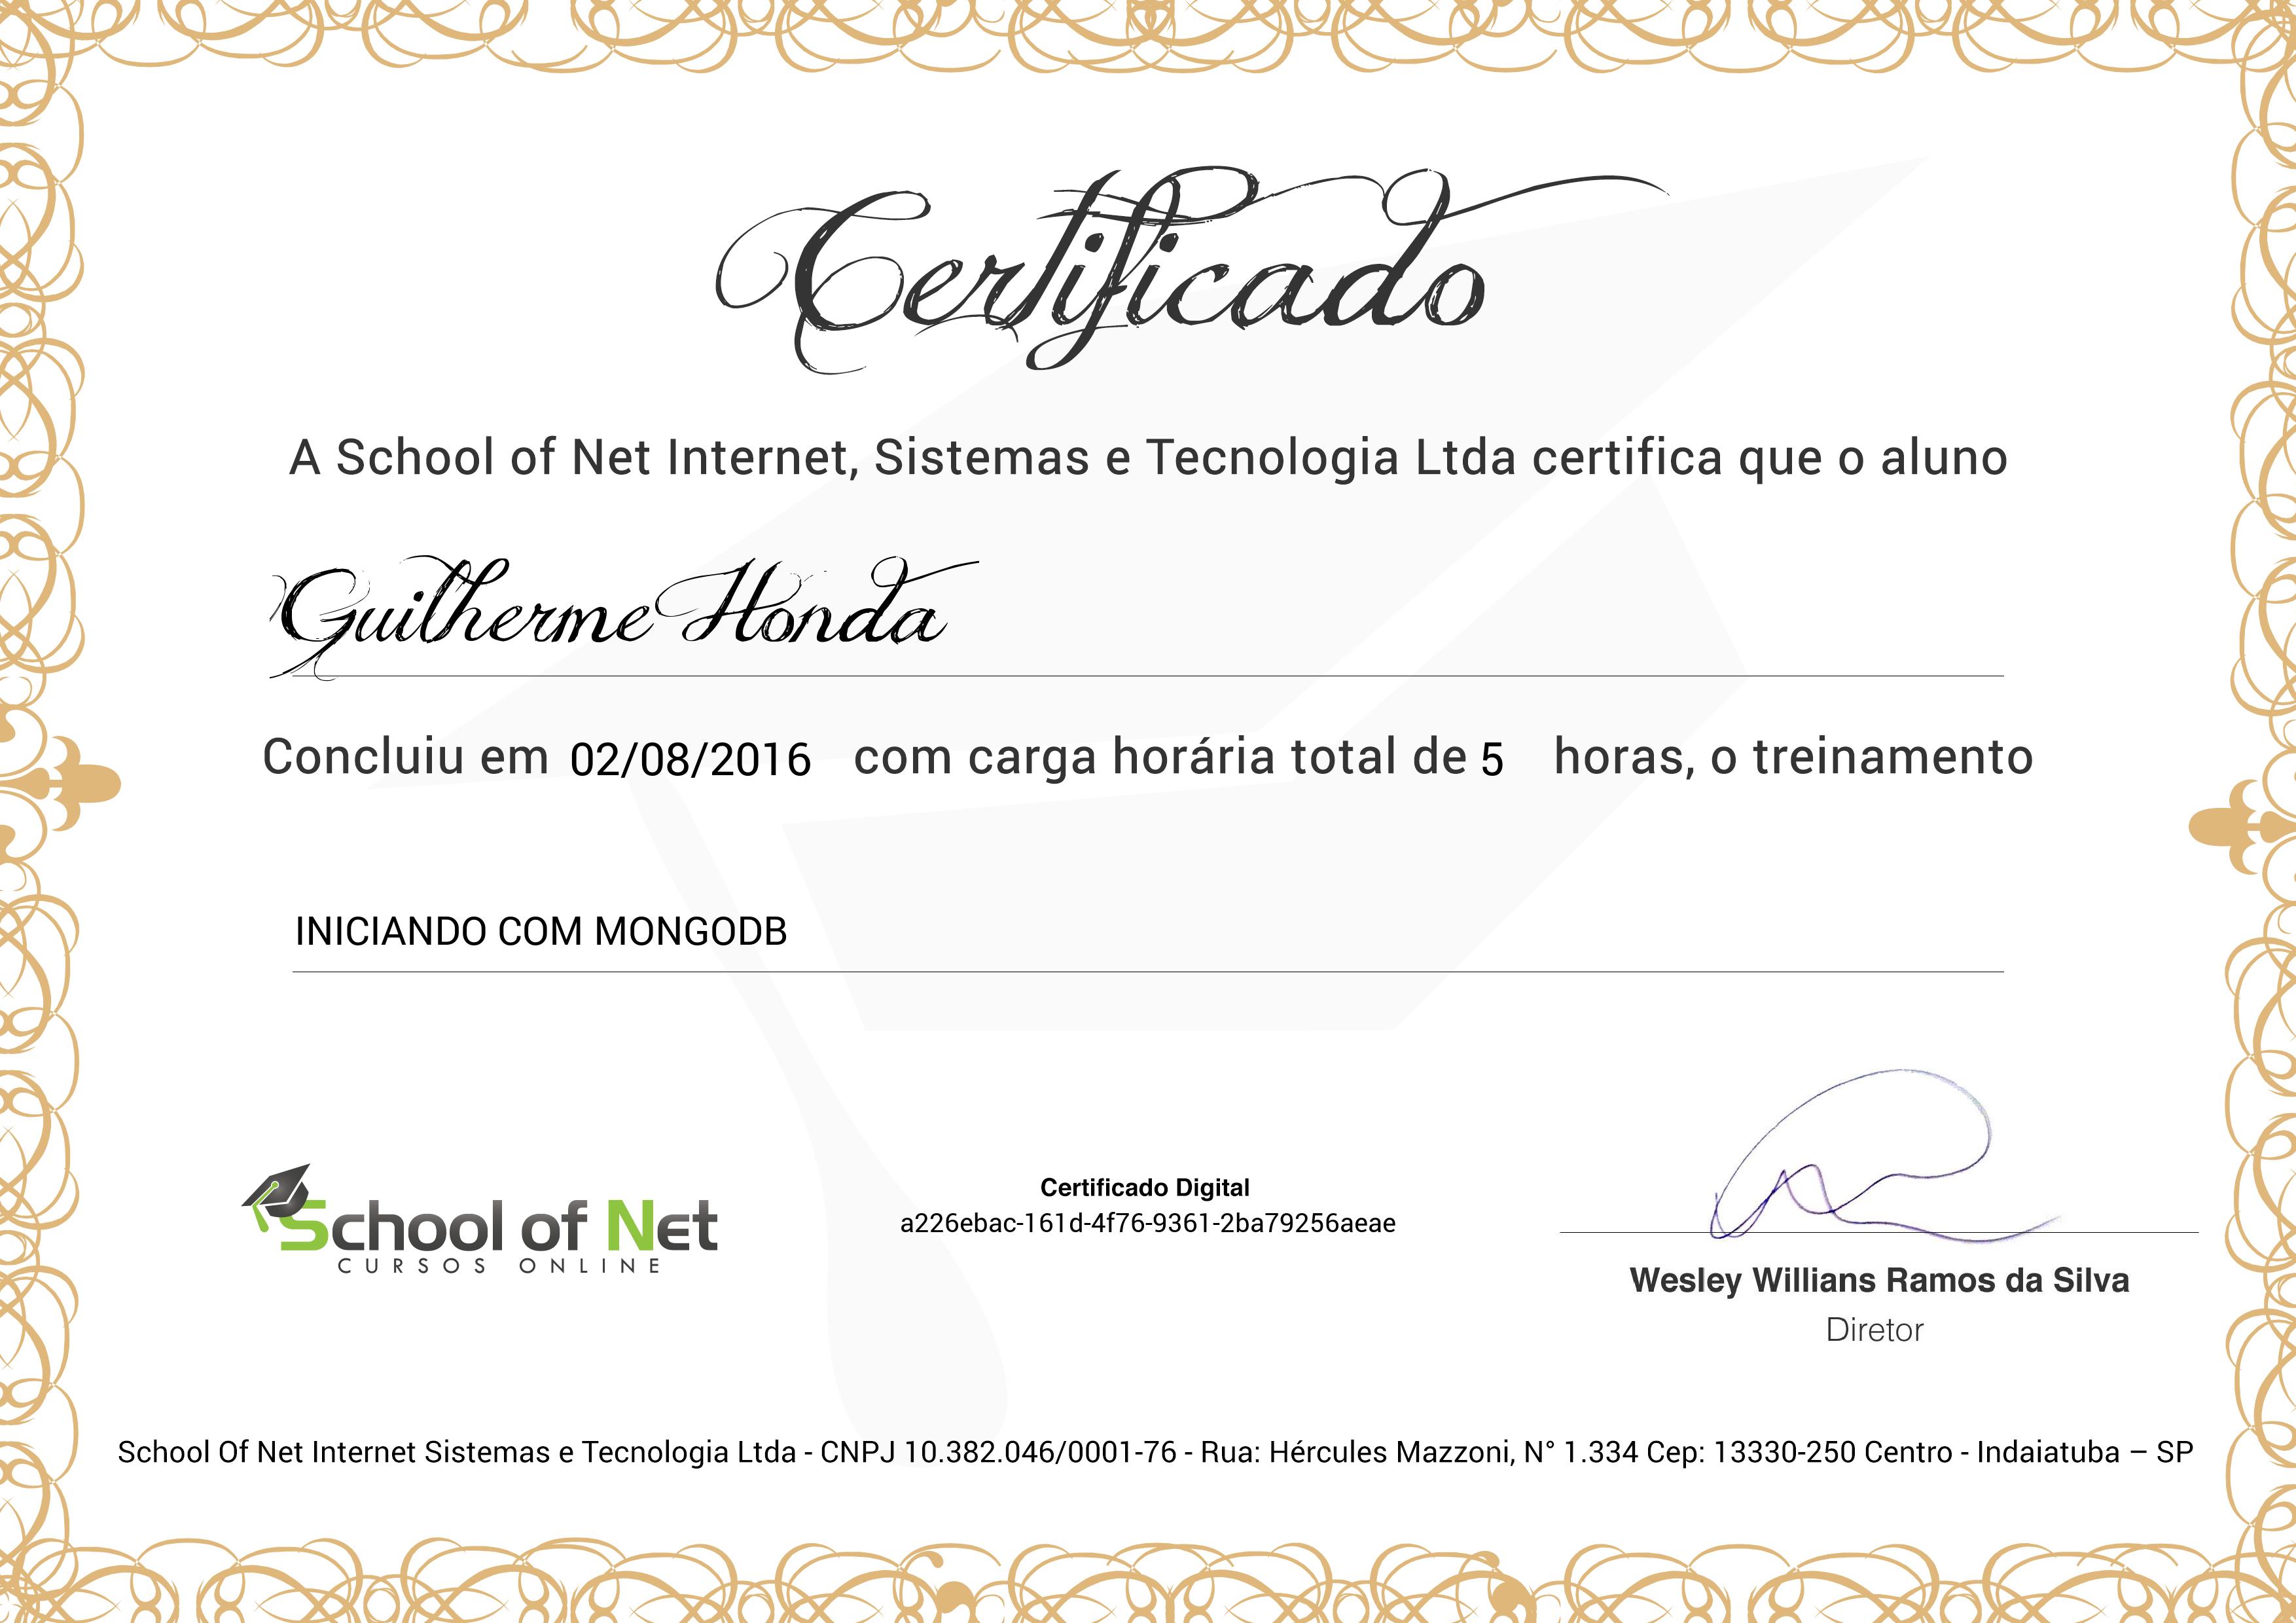 Certificado
A School of Net Internet, Sistemas e Tecnologia Ltda certifica que o aluno
Guilherme Honda
Concluiu em 02/08/2016 com carga horária total de 5 horas, o treinamento
INICIANDO COM MONGODB
School of Net
CURSOS ONLINE
Certificado Digital
a226ebac-161d-4f76-9361-2ba79256aeae
Wesley Willians Ramos da Silva
Diretor
School Of Net Internet Sistemas e Tecnologia Ltda - CNPJ 10.382.046/0001-76 - Rua: Hércules Mazzoni, N° 1.334 Cep: 13330-250 Centro - Indaiatuba – SP